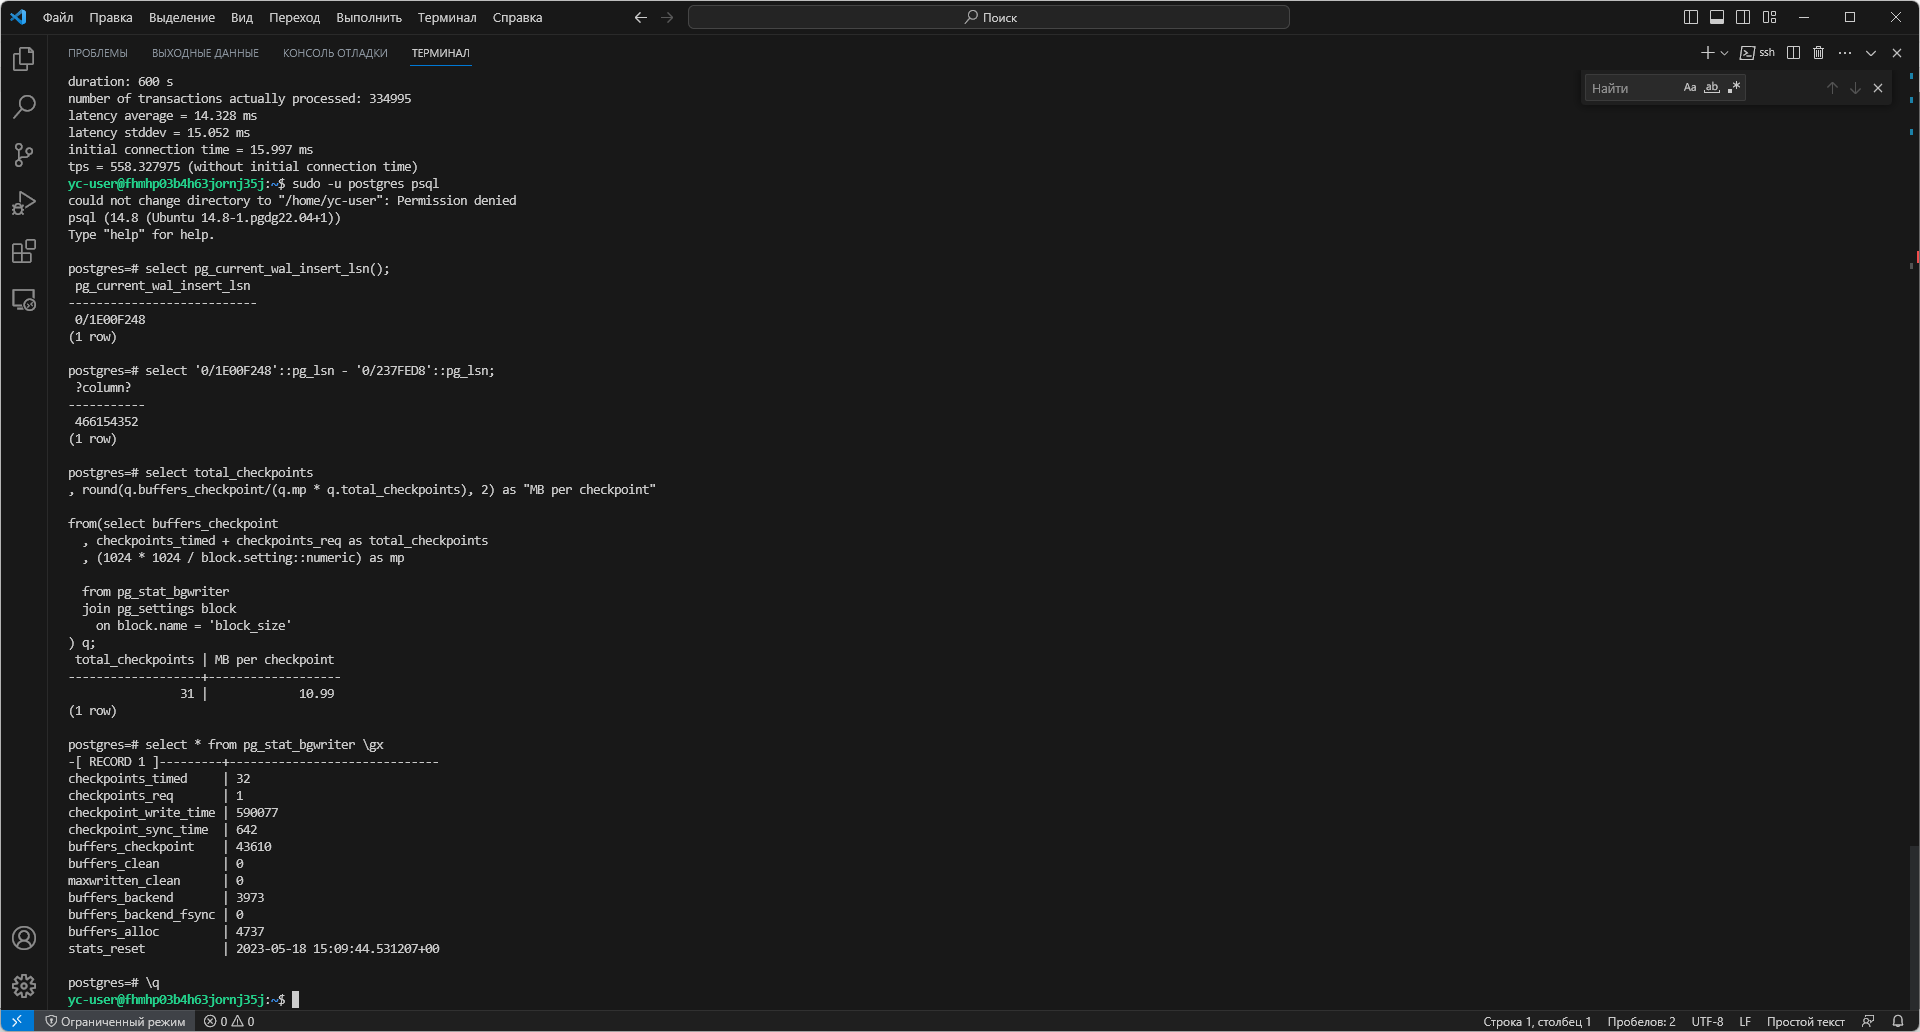 Файл Правка Выделение Вид Переход Выполнить Терминал Справка Поиск
ПРОБЛЕМЫ ВЫХОДНЫЕ ДАННЫЕ КОНСОЛЬ ОТЛАДКИ ТЕРМИНАЛ ssh
Найти Aa ab
duration: 600 s
number of transactions actually processed: 334995
latency average = 14.328 ms
latency stddev = 15.052 ms
initial connection time = 15.997 ms
tps = 558.327975 (without initial connection time)
yc-user@fhmhp03b4h63jornj35j:~$ sudo -u postgres psql
could not change directory to "/home/yc-user": Permission denied
psql (14.8 (Ubuntu 14.8-1.pgdg22.04+1))
Type "help" for help.
postgres=# select pg_current_wal_insert_lsn();
pg_current_wal_insert_lsn
---------------------------
0/1E00F248
(1 row)
postgres=# select '0/1E00F248'::pg_lsn - '0/237FED8'::pg_lsn;
?column?
-----------
466154352
(1 row)
postgres=# select total_checkpoints
, round(q.buffers_checkpoint/(q.mp * q.total_checkpoints), 2) as "MB per checkpoint"
from(select buffers_checkpoint
, checkpoints_timed + checkpoints_req as total_checkpoints
, (1024 * 1024 / block.setting::numeric) as mp
from pg_stat_bgwriter
join pg_settings block
on block.name = 'block_size'
) q;
total_checkpoints | MB per checkpoint
-------------------+-------------------
31 | 10.99
(1 row)
postgres=# select * from pg_stat_bgwriter \gx
-[ RECORD 1 ]---------+------------------------------
checkpoints_timed | 32
checkpoints_req | 1
checkpoint_write_time | 590077
checkpoint_sync_time | 642
buffers_checkpoint | 43610
buffers_clean | 0
maxwritten_clean | 0
buffers_backend | 3973
buffers_backend_fsync | 0
buffers_alloc | 4737
stats_reset | 2023-05-18 15:09:44.531207+00
postgres=# \q
yc-user@fhmhp03b4h63jornj35j:~$
Ограниченный режим 0 0 Строка 1, столбец 1 Пробелов: 2 UTF-8 LF Простой текст